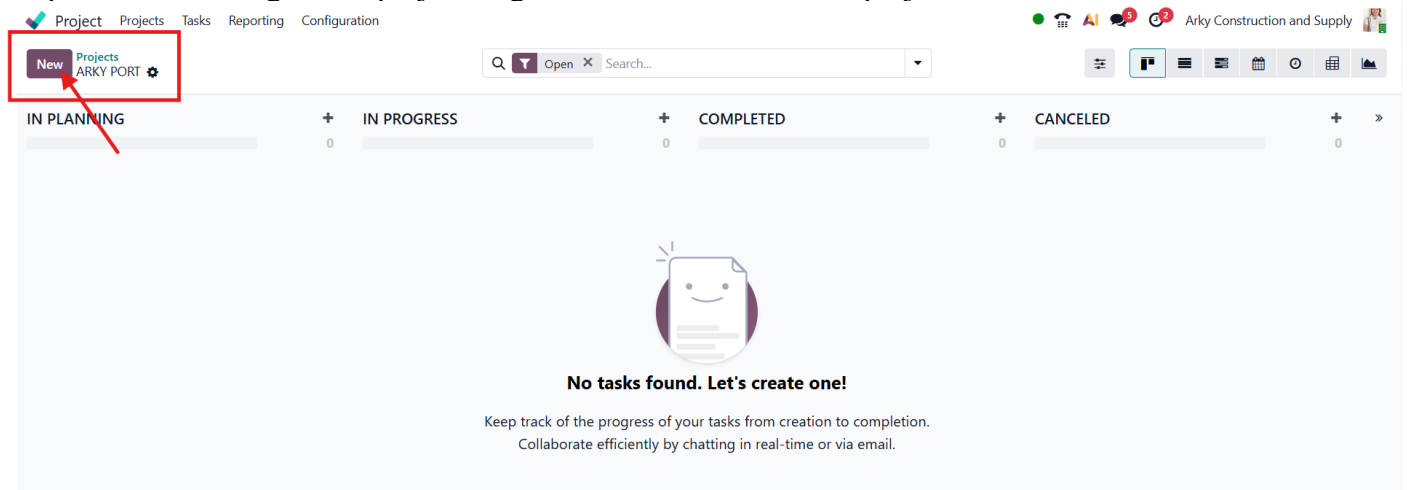 Project Projects Tasks Reporting Configuration 5 2 Arky Construction and Supply
New Projects
ARKY PORT
Open × Search...
IN PLANNING + IN PROGRESS + COMPLETED + CANCELED + »
0 0 0 0
No tasks found. Let's create one!
Keep track of the progress of your tasks from creation to completion.
Collaborate efficiently by chatting in real-time or via email.